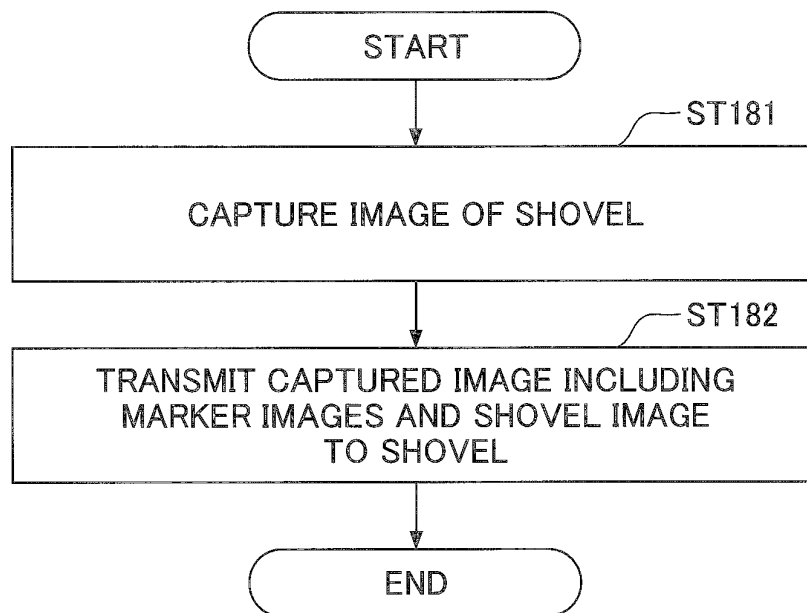 START
ST181
CAPTURE IMAGE OF SHOVEL
ST182
TRANSMIT CAPTURED IMAGE INCLUDING
MARKER IMAGES AND SHOVEL IMAGE
TO SHOVEL
END